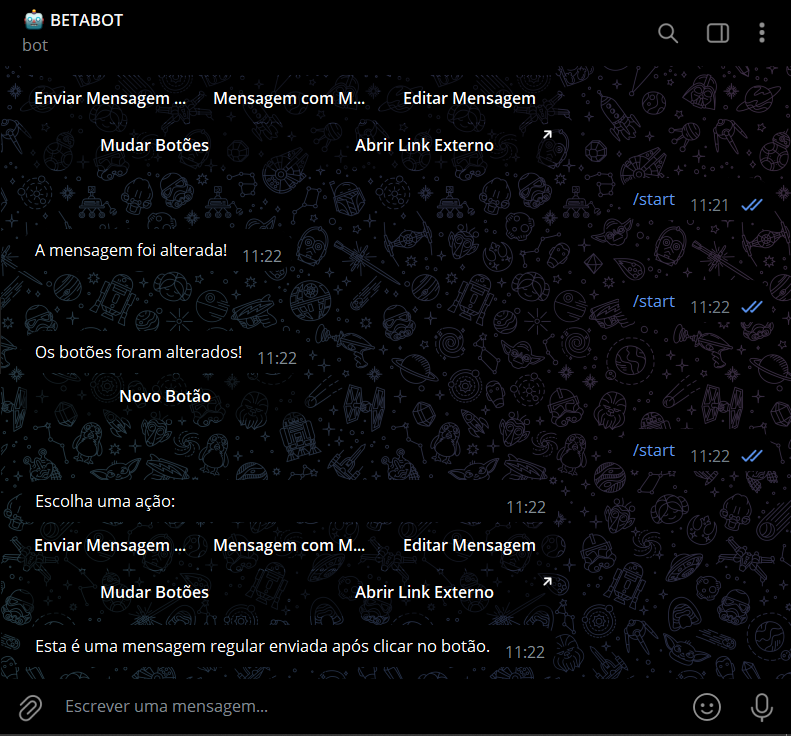 🤖 BETABOT
bot
Enviar Mensagem ... Mensagem com M... Editar Mensagem
Mudar Botões Abrir Link Externo
/start 11:21
A mensagem foi alterada! 11:22
/start 11:22
Os botões foram alterados! 11:22
Novo Botão
/start 11:22
Escolha uma ação: 11:22
Enviar Mensagem ... Mensagem com M... Editar Mensagem
Mudar Botões Abrir Link Externo
Esta é uma mensagem regular enviada após clicar no botão. 11:22
Escrever uma mensagem...